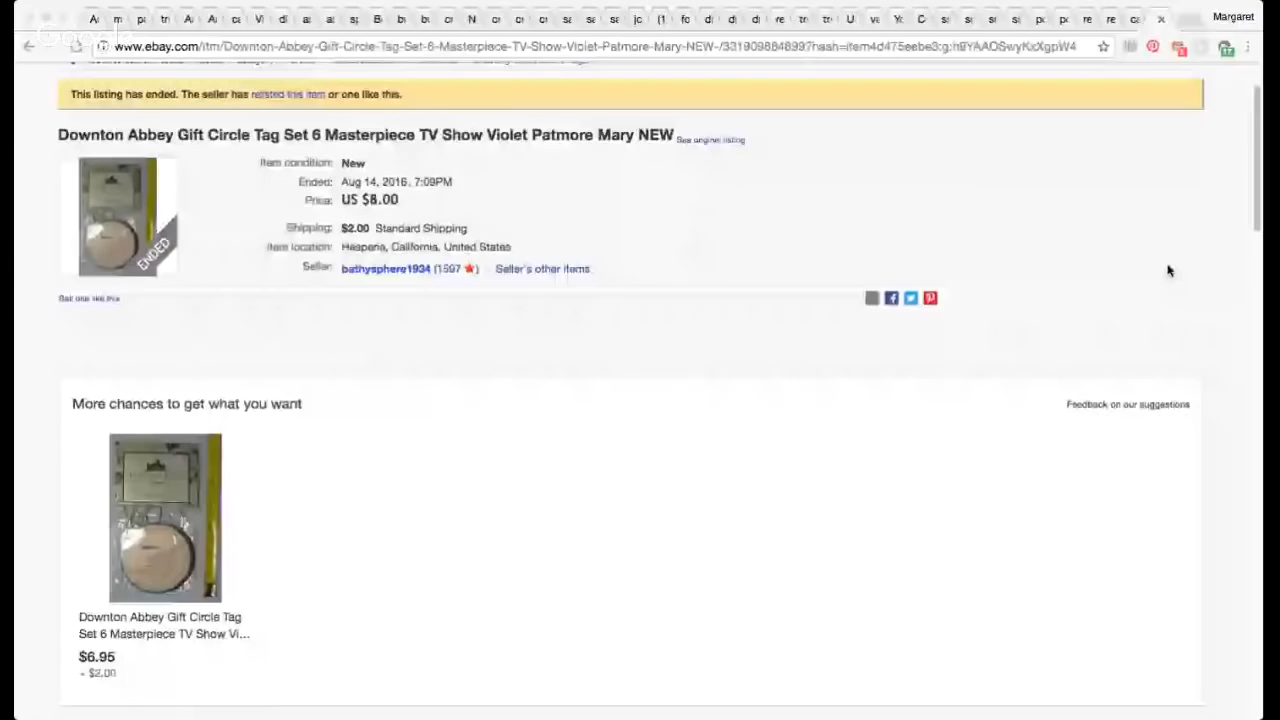 Margaret
www.ebay.com/itm/Downton-Abbey-Gift-Circle-Tag-Set-6-Masterpiece-TV-Show-Violet-Patmore-Mary-NEW-/
This listing has ended. The seller has relisted this item or one like this.
Downton Abbey Gift Circle Tag Set 6 Masterpiece TV Show Violet Patmore Mary NEW
See original listing
Item condition: New
Ended: Aug 14, 2016, 7:09PM
Price: US $8.00
Shipping: $2.00 Standard Shipping
Item location: Hesperia, California, United States
Seller: bathysphere1934 (1597 ) Seller's other items
ENDED
Sell one like this
More chances to get what you want
Feedback on our suggestions
Downton Abbey Gift Circle Tag
Set 6 Masterpiece TV Show Vi...
$6.95
+ $2.00